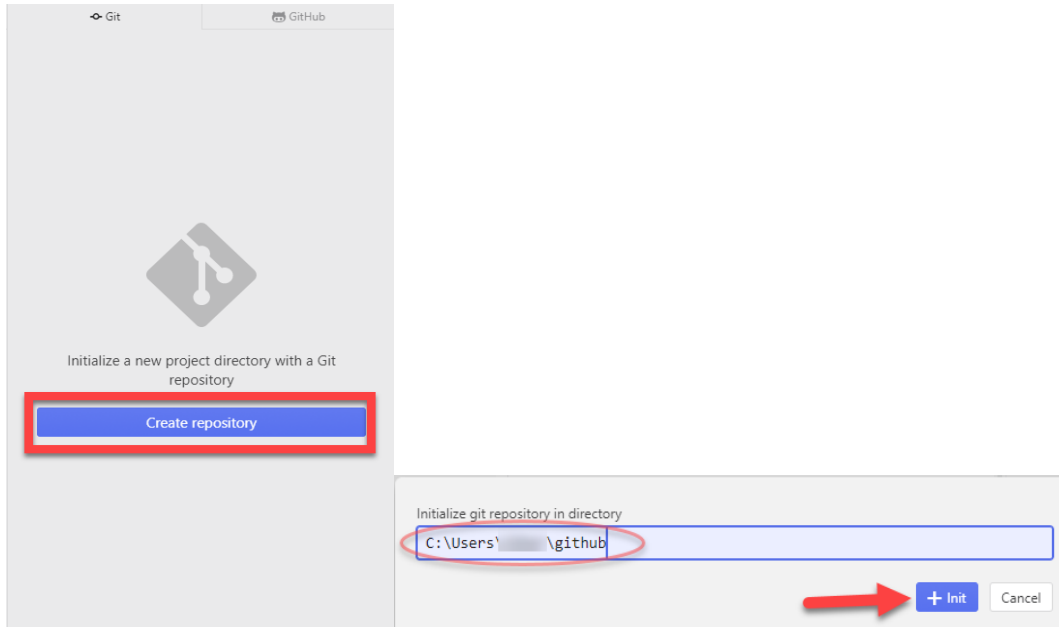 Git
GitHub
Initialize a new project directory with a Git
repository
Create repository
Initialize git repository in directory
C:\Users\ \github
Init
Cancel